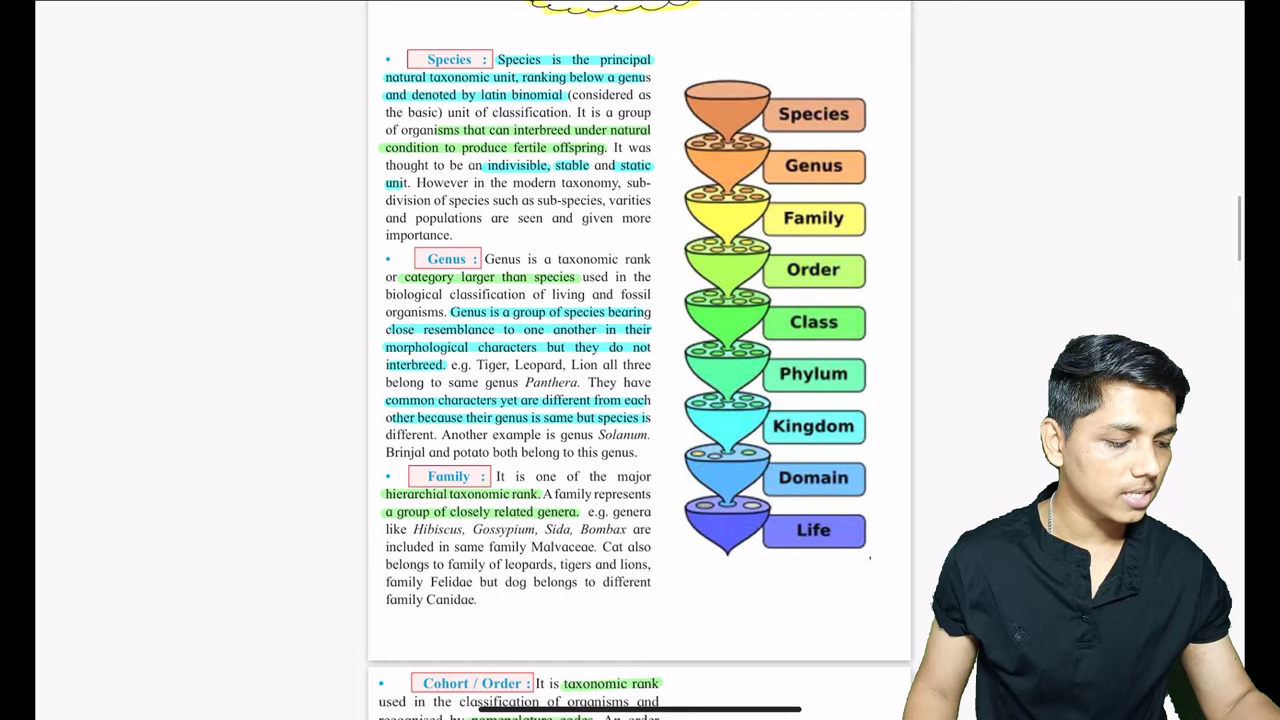 • Species : Species is the principal
natural taxonomic unit, ranking below a genus
and denoted by latin binomial (considered as
the basic) unit of classification. It is a group
of organisms that can interbreed under natural
condition to produce fertile offspring. It was
thought to be an indivisible, stable and static
unit. However in the modern taxonomy, sub-
division of species such as sub-species, varities
and populations are seen and given more
importance.
• Genus : Genus is a taxonomic rank
or category larger than species used in the
biological classification of living and fossil
organisms. Genus is a group of species bearing
close resemblance to one another in their
morphological characters but they do not
interbreed. e.g. Tiger, Leopard, Lion all three
belong to same genus Panthera. They have
common characters yet are different from each
other because their genus is same but species is
different. Another example is genus Solanum.
Brinjal and potato both belong to this genus.
• Family : It is one of the major
hierarchial taxonomic rank. A family represents
a group of closely related genera. e.g. genera
like Hibiscus, Gossypium, Sida, Bombax are
included in same family Malvaceae. Cat also
belongs to family of leopards, tigers and lions,
family Felidae but dog belongs to different
family Canidae.
Species
Genus
Family
Order
Class
Phylum
Kingdom
Domain
Life
• Cohort / Order : It is taxonomic rank
used in the classification of organisms and
recognised by nomenclature codes. An order